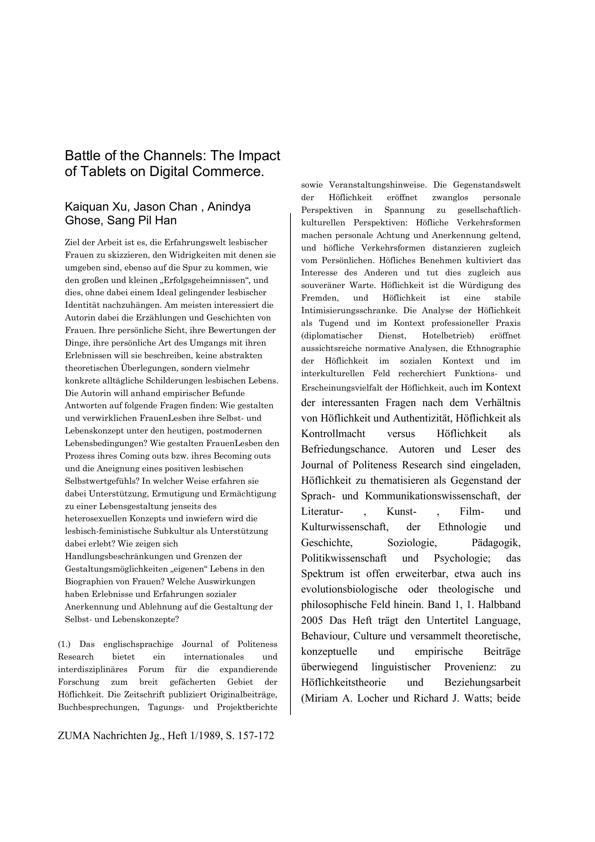 Battle of the Channels: The Impact
of Tablets on Digital Commerce.
Kaiquan Xu, Jason Chan , Anindya
Ghose, Sang Pil Han
Ziel der Arbeit ist es, die Erfahrungswelt lesbischer
Frauen zu skizzieren, den Widrigkeiten mit denen sie
umgeben sind, ebenso auf die Spur zu kommen, wie
den großen und kleinen „Erfolgsgeheimnissen", und
dies, ohne dabei einem Ideal gelingender lesbischer
Identität nachzuhängen. Am meisten interessiert die
Autorin dabei die Erzählungen und Geschichten von
Frauen. Ihre persönliche Sicht, ihre Bewertungen der
Dinge, ihre persönliche Art des Umgangs mit ihren
Erlebnissen will sie beschreiben, keine abstrakten
theoretischen Überlegungen, sondern vielmehr
konkrete alltägliche Schilderungen lesbischen Lebens.
Die Autorin will anhand empirischer Befunde
Antworten auf folgende Fragen finden: Wie gestalten
und verwirklichen FrauenLesben ihre Selbst- und
Lebenskonzept unter den heutigen, postmodernen
Lebensbedingungen? Wie gestalten FrauenLesben den
Prozess ihres Coming outs bzw. ihres Becoming outs
und die Aneignung eines positiven lesbischen
Selbstwertgefühls? In welcher Weise erfahren sie
dabei Unterstützung, Ermutigung und Ermächtigung
zu einer Lebensgestaltung jenseits des
heterosexuellen Konzepts und inwiefern wird die
lesbisch-feministische Subkultur als Unterstützung
dabei erlebt? Wie zeigen sich
Handlungsbeschränkungen und Grenzen der
Gestaltungsmöglichkeiten „eigenen" Lebens in den
Biographien von Frauen? Welche Auswirkungen
haben Erlebnisse und Erfahrungen sozialer
Anerkennung und Ablehnung auf die Gestaltung der
Selbst- und Lebenskonzepte?
(1.) Das englischsprachige Journal of Politeness
Research bietet ein internationales und
interdisziplinäres Forum für die expandierende
Forschung zum breit gefächerten Gebiet der
Höflichkeit. Die Zeitschrift publiziert Originalbeiträge,
Buchbesprechungen, Tagungs- und Projektberichte
sowie Veranstaltungshinweise. Die Gegenstandswelt
der Höflichkeit eröffnet zwanglos personale
Perspektiven in Spannung zu gesellschaftlich-
kulturellen Perspektiven: Höfliche Verkehrsformen
machen personale Achtung und Anerkennung geltend,
und höfliche Verkehrsformen distanzieren zugleich
vom Persönlichen. Höfliches Benehmen kultiviert das
Interesse des Anderen und tut dies zugleich aus
souveräner Warte. Höflichkeit ist die Würdigung des
Fremden, und Höflichkeit ist eine stabile
Intimisierungsschranke. Die Analyse der Höflichkeit
als Tugend und im Kontext professioneller Praxis
(diplomatischer Dienst, Hotelbetrieb) eröffnet
aussichtsreiche normative Analysen, die Ethnographie
der Höflichkeit im sozialen Kontext und im
interkulturellen Feld recherchiert Funktions- und
Erscheinungsvielfalt der Höflichkeit, auch im Kontext
der interessanten Fragen nach dem Verhältnis
von Höflichkeit und Authentizität, Höflichkeit als
Kontrollmacht versus Höflichkeit als
Befriedungschance. Autoren und Leser des
Journal of Politeness Research sind eingeladen,
Höflichkeit zu thematisieren als Gegenstand der
Sprach- und Kommunikationswissenschaft, der
Literatur- , Kunst- , Film- und
Kulturwissenschaft, der Ethnologie und
Geschichte, Soziologie, Pädagogik,
Politikwissenschaft und Psychologie; das
Spektrum ist offen erweiterbar, etwa auch ins
evolutionsbiologische oder theologische und
philosophische Feld hinein. Band 1, 1. Halbband
2005 Das Heft trägt den Untertitel Language,
Behaviour, Culture und versammelt theoretische,
konzeptuelle und empirische Beiträge
überwiegend linguistischer Provenienz: zu
Höflichkeitstheorie und Beziehungsarbeit
(Miriam A. Locher und Richard J. Watts; beide
ZUMA Nachrichten Jg., Heft 1/1989, S. 157-172